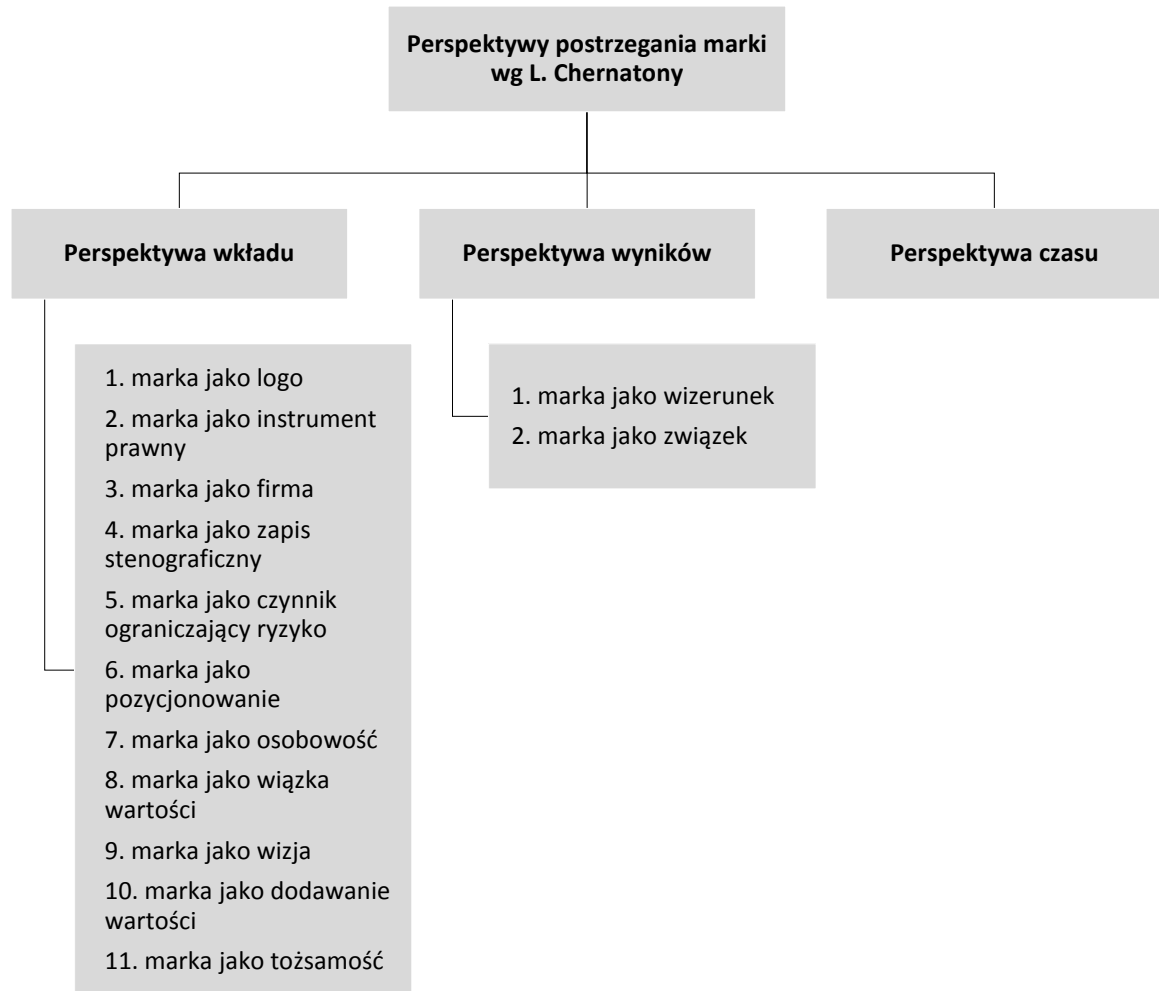 Perspektywy postrzegania marki
wg L. Chernatony
Perspektywa wkładu
Perspektywa wyników
Perspektywa czasu
1. marka jako logo
2. marka jako instrument
prawny
3. marka jako firma
4. marka jako zapis
stenograficzny
5. marka jako czynnik
ograniczający ryzyko
6. marka jako
pozycjonowanie
7. marka jako osobowość
8. marka jako wiązka
wartości
9. marka jako wizja
10. marka jako dodawanie
wartości
11. marka jako tożsamość
1. marka jako wizerunek
2. marka jako związek